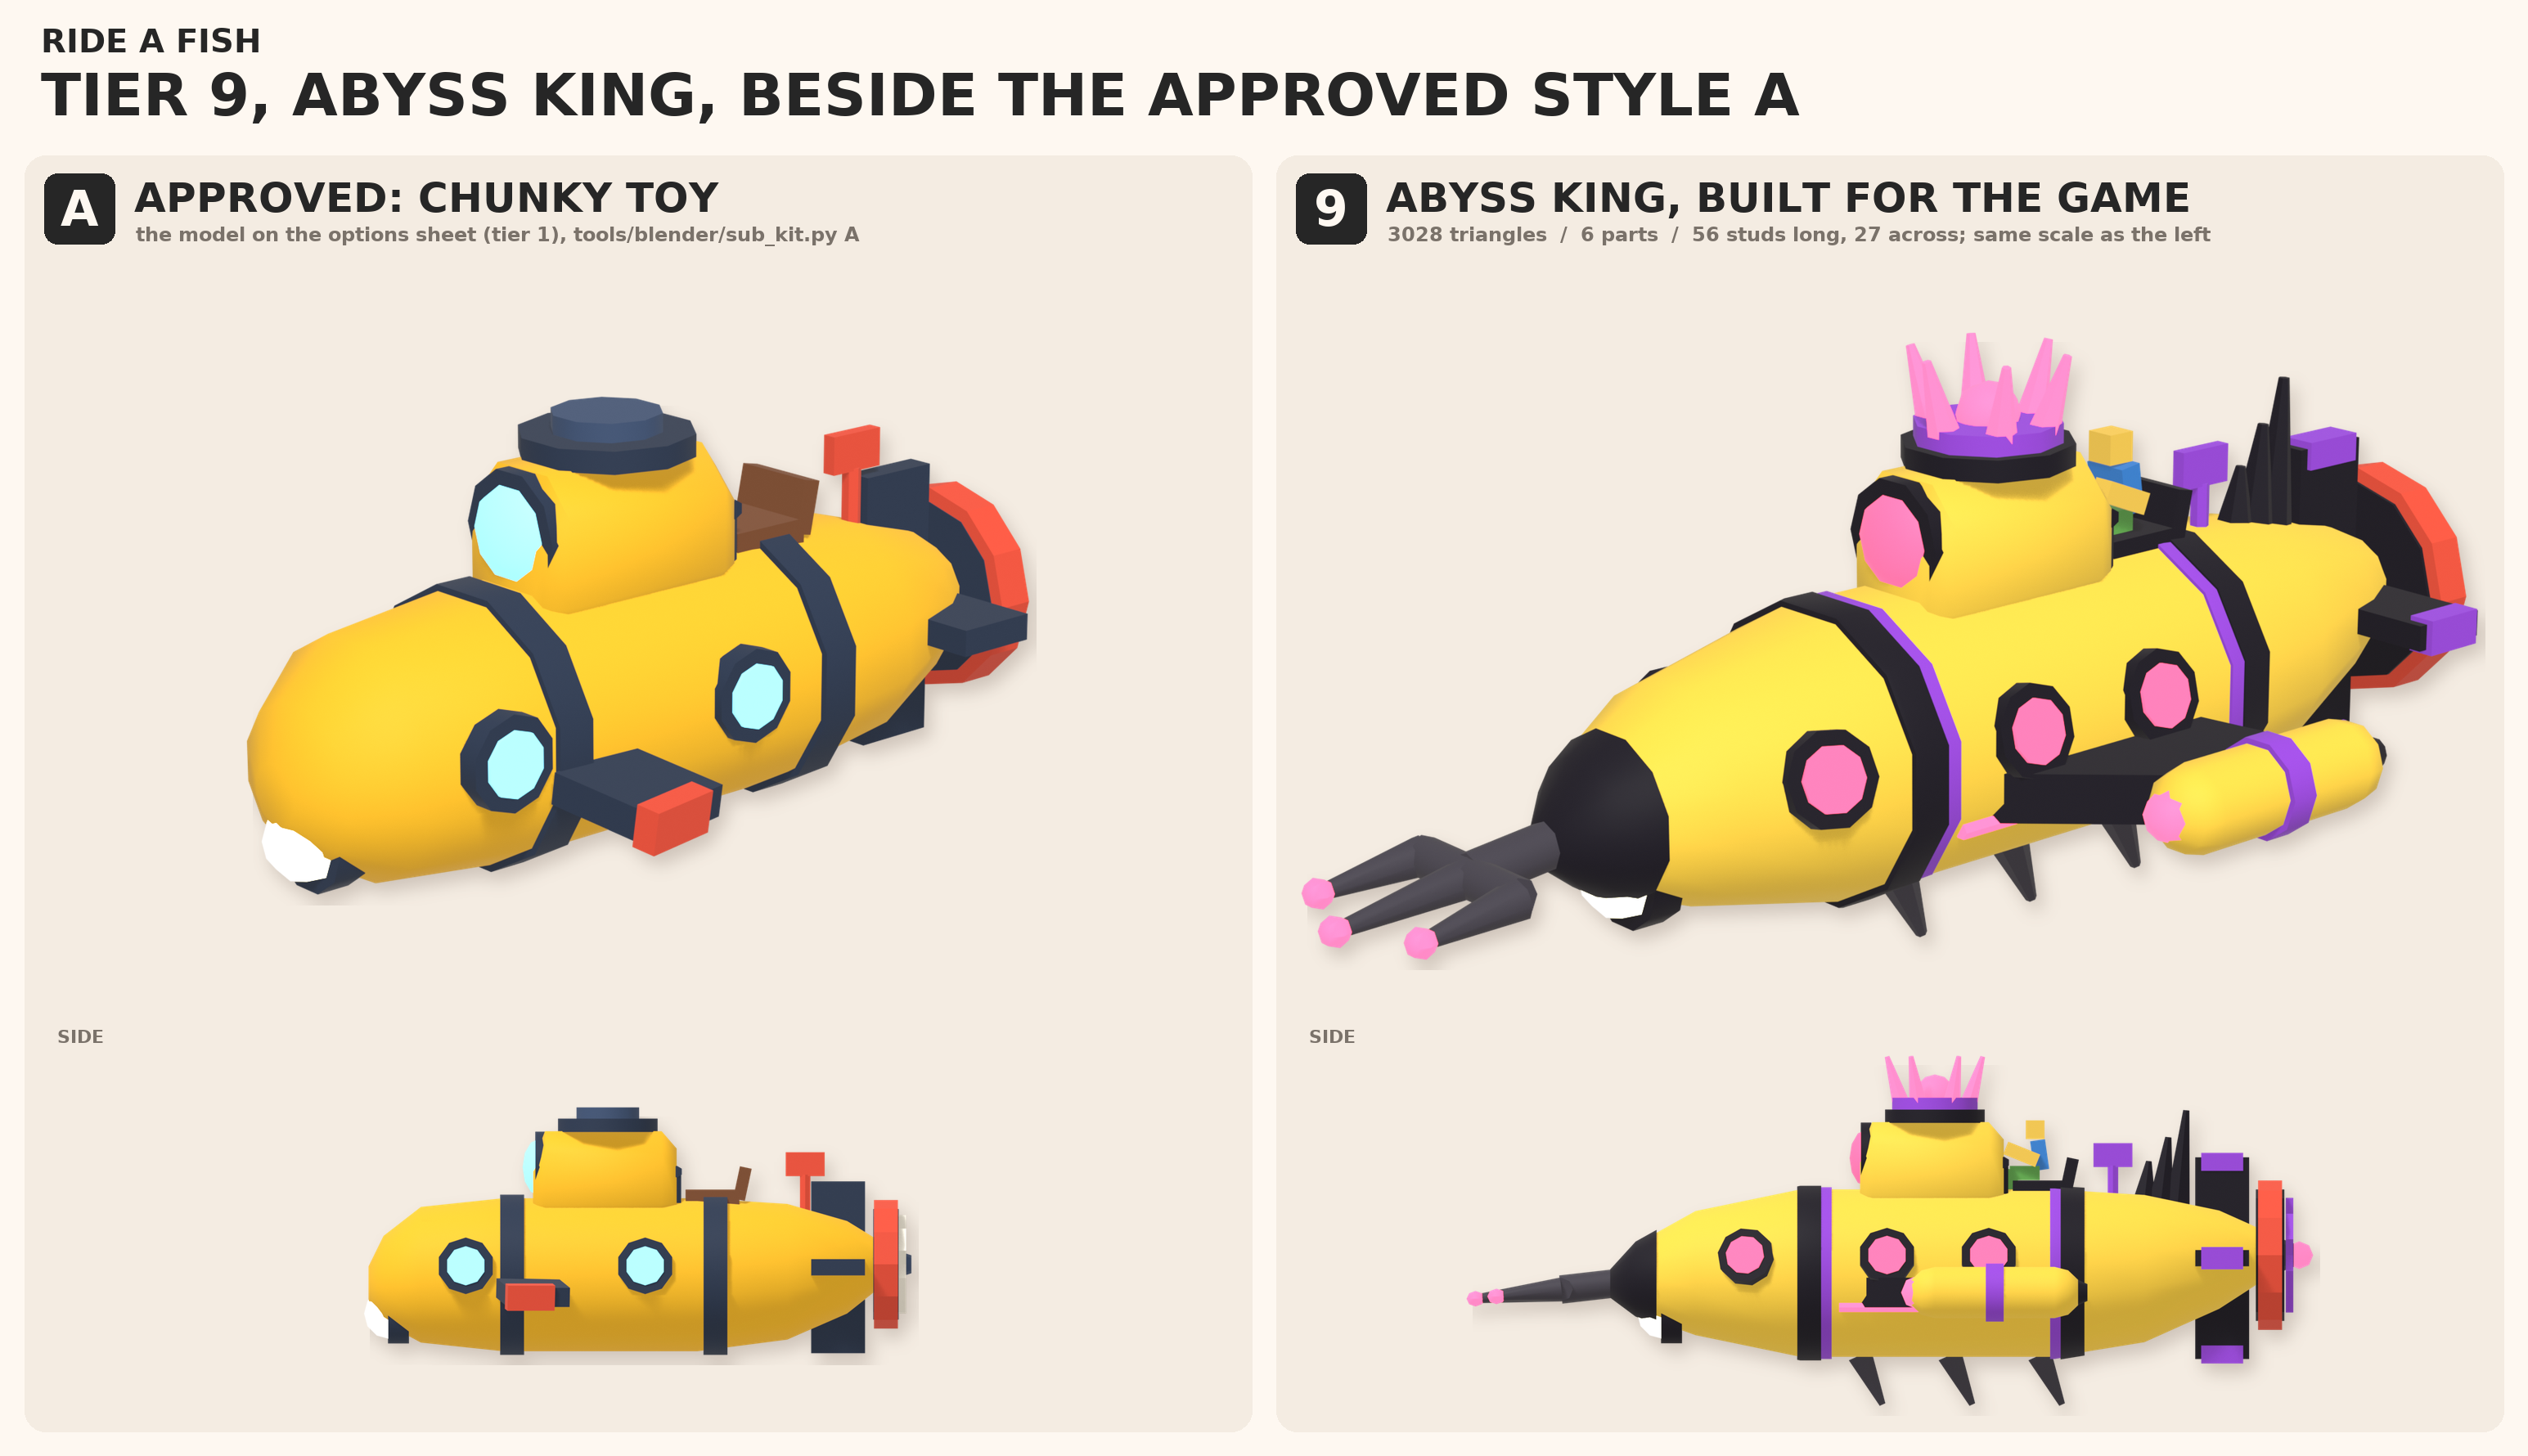 RIDE A FISH
TIER 9, ABYSS KING, BESIDE THE APPROVED STYLE A
A
APPROVED: CHUNKY TOY
the model on the options sheet (tier 1), tools/blender/sub_kit.py A
SIDE
9
ABYSS KING, BUILT FOR THE GAME
3028 triangles / 6 parts / 56 studs long, 27 across; same scale as the left
SIDE